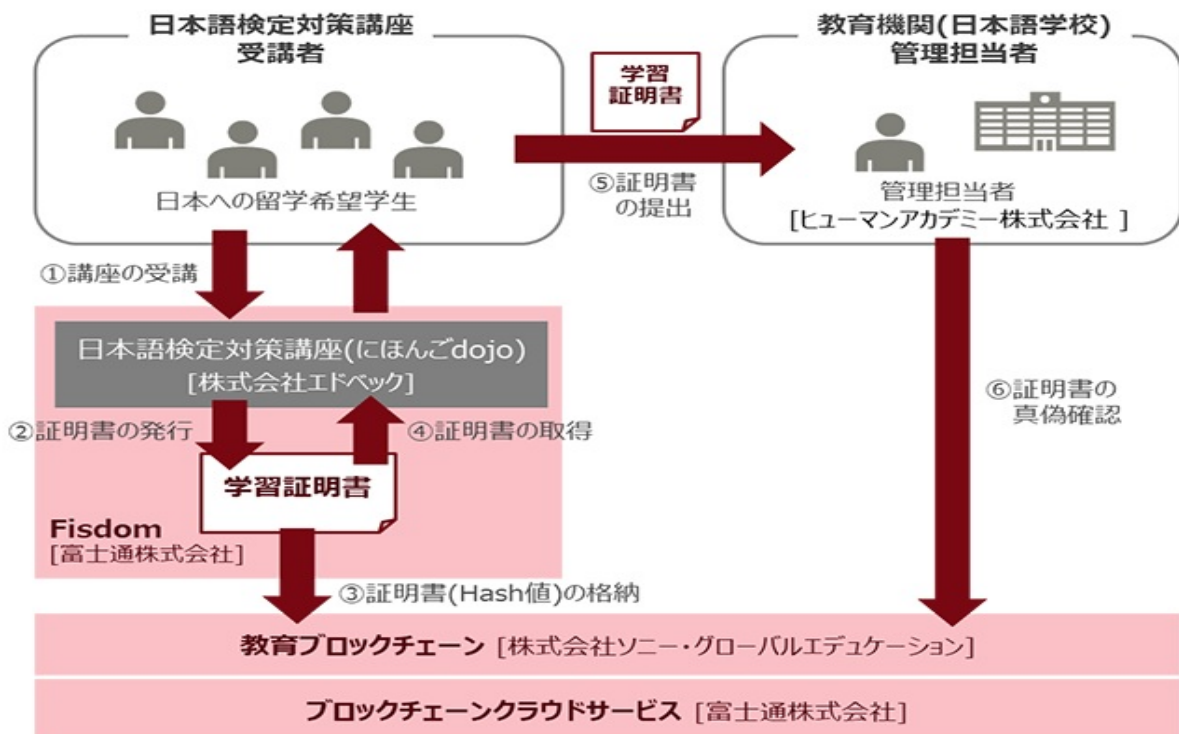 日本語検定対策講座
受講者
日本への留学希望学生
学習
証明書
⑤証明書
の提出
教育機関(日本語学校)
管理担当者
管理担当者
[ヒューマンアカデミー株式会社 ]
①講座の受講
日本語検定対策講座(にほんごdojo)
[株式会社エドベック]
②証明書の発行
④証明書の取得
学習証明書
Fisdom
[富士通株式会社]
③証明書(Hash値)の格納
⑥証明書の
真偽確認
教育ブロックチェーン [株式会社ソニー・グローバルエデュケーション]
ブロックチェーンクラウドサービス [富士通株式会社]